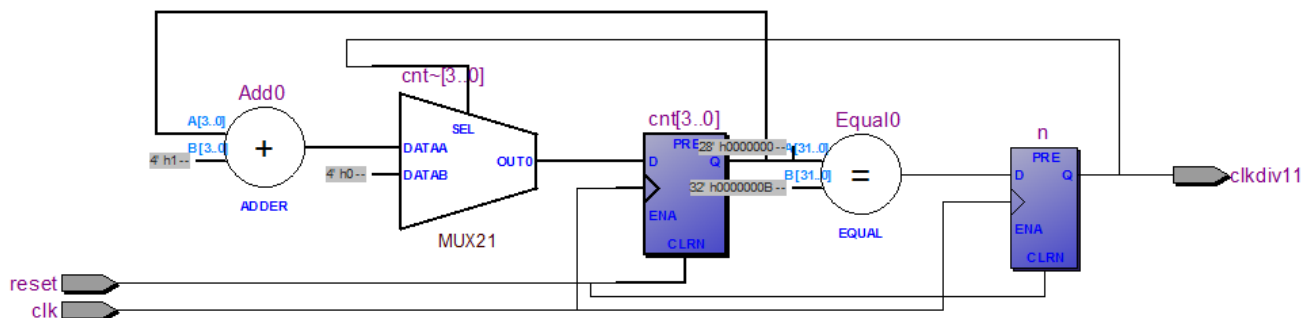 cnt~[3..0]
Add0
cnt[3..0]
Equal0
n
A[3..0]
B[3..0]
4' h1 --
+
ADDER
SEL
DATAA
DATAB
OUT0
4' h0 --
MUX21
PRE
D
Q
ENA
CLRN
28' h0000000 --
A[31..0]
32' h0000000B --
B[31..0]
=
EQUAL
PRE
D
Q
ENA
CLRN
clkdiv11
reset
clk